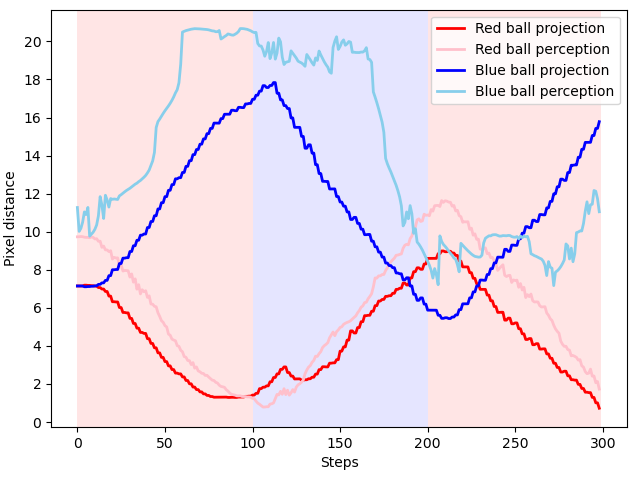 Red ball projection
Red ball perception
Blue ball projection
Blue ball perception
Pixel distance
20
18
16
14
12
10
8
6
4
2
0
0 50 100 150 200 250 300
Steps